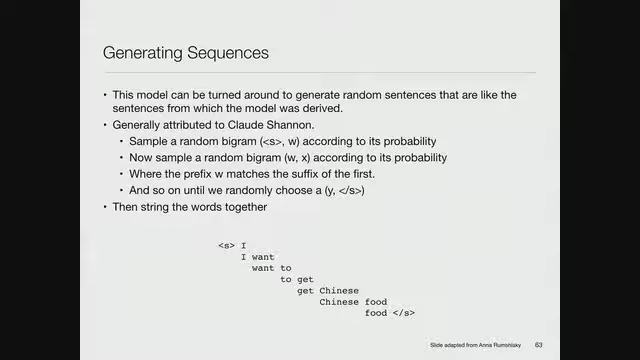 Generating Sequences
• This model can be turned around to generate random sentences that are like the
sentences from which the model was derived.
• Generally attributed to Claude Shannon.
• Sample a random bigram (<s>, w) according to its probability
• Now sample a random bigram (w, x) according to its probability
• Where the prefix w matches the suffix of the first.
• And so on until we randomly choose a (y, </s>)
• Then string the words together
<s> I
I want
want to
to get
get Chinese
Chinese food
food </s>
Slide adapted from Anna Rumshisky 63